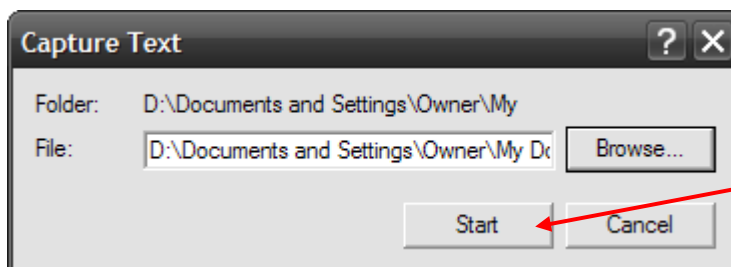 Capture Text
Folder: D:\Documents and Settings\Owner\My
File: D:\Documents and Settings\Owner\My Do Browse...
Start Cancel